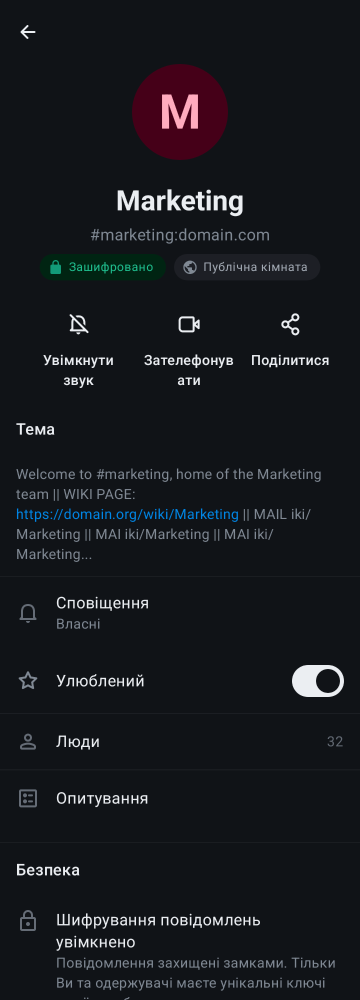 M
Marketing
#marketing:domain.com
Зашифровано
Публічна кімната
Увімкнути
звук
Зателефонув
ати
Поділитися
Тема
Welcome to #marketing, home of the Marketing
team || WIKI PAGE:
https://domain.org/wiki/Marketing || MAIL iki/
Marketing || MAI iki/Marketing || MAI iki/
Marketing...
Сповіщення
Власні
Улюблений
Люди
32
Опитування
Безпека
Шифрування повідомлень
увімкнено
Повідомлення захищені замками. Тільки
Ви та одержувачі маєте унікальні ключі